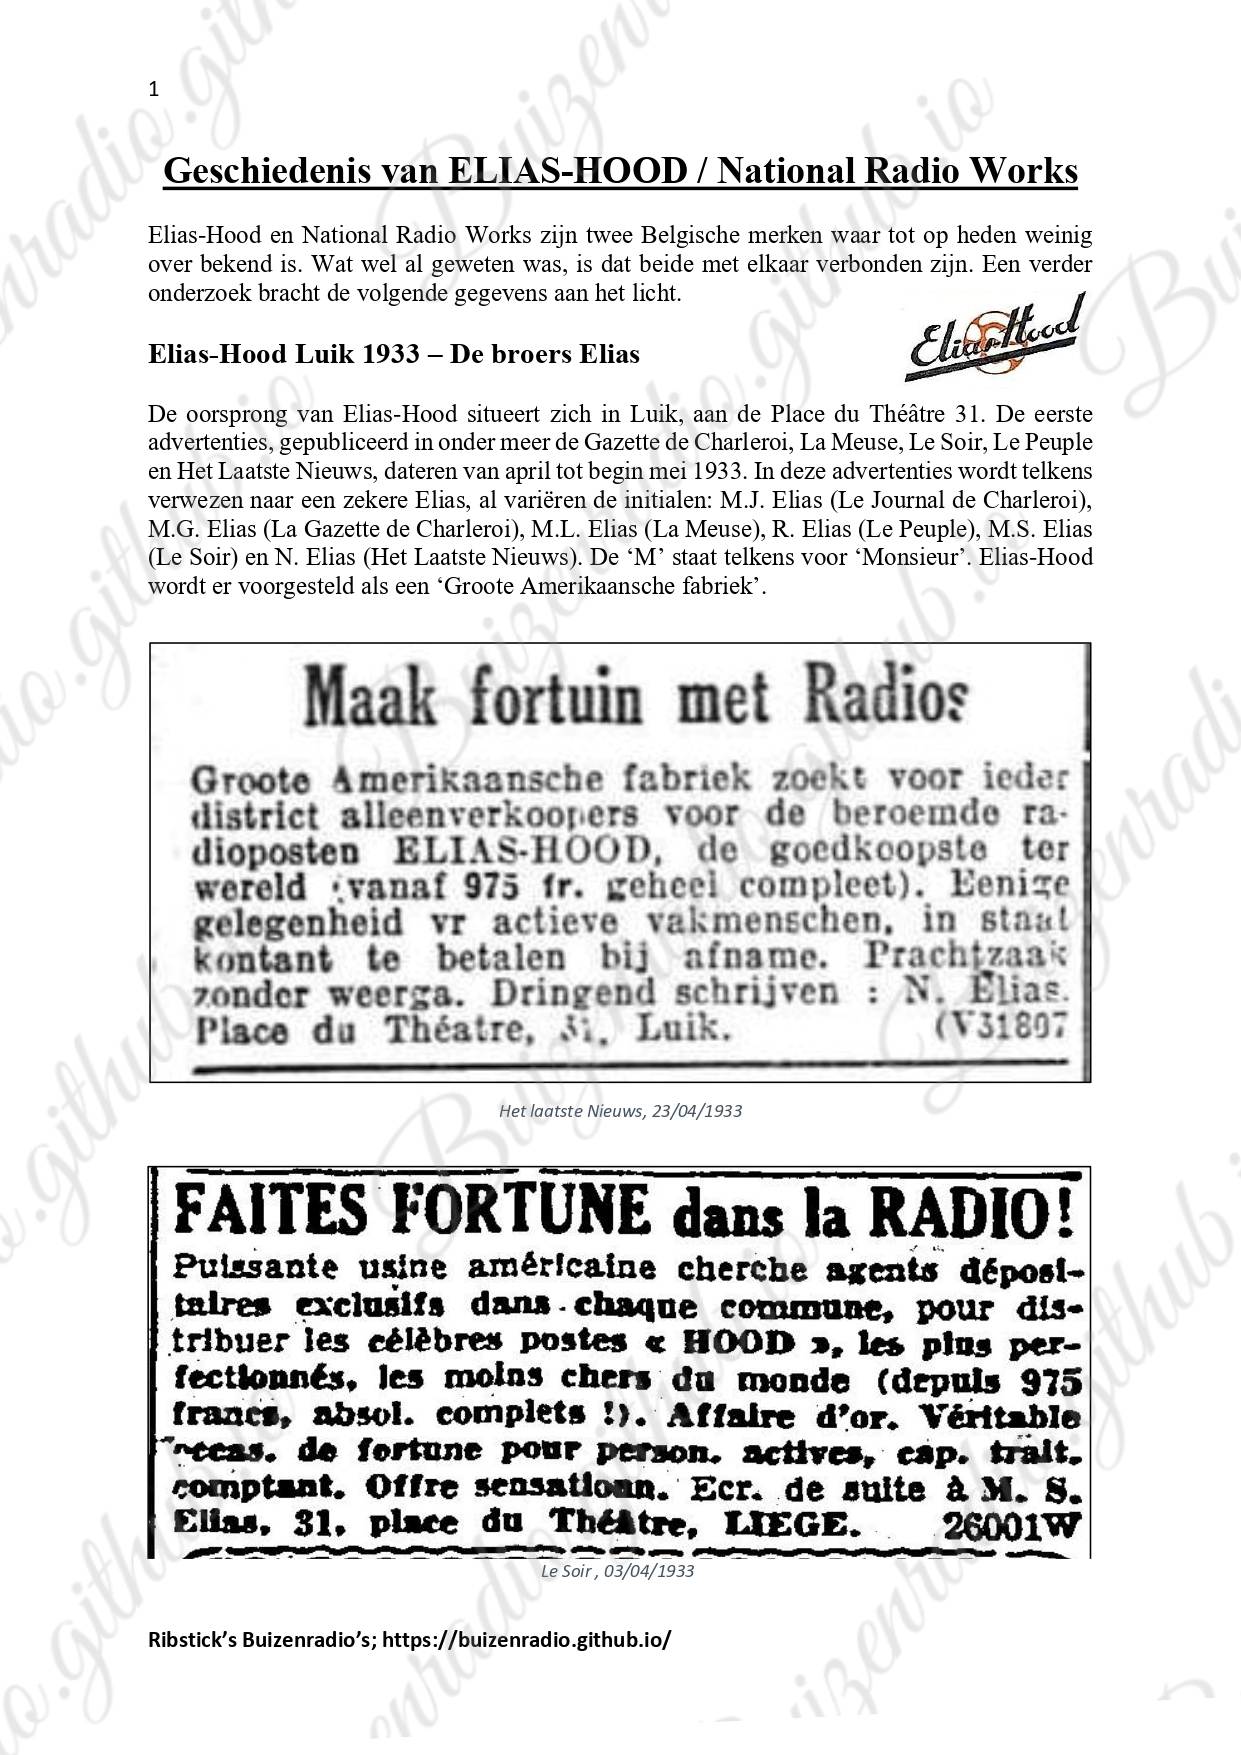 1
Geschiedenis van ELIAS-HOOD / National Radio Works
Elias-Hood en National Radio Works zijn twee Belgische merken waar tot op heden weinig
over bekend is. Wat wel al geweten was, is dat beide met elkaar verbonden zijn. Een verder
onderzoek bracht de volgende gegevens aan het licht.
Elias-Hood
Elias-Hood Luik 1933 – De broers Elias
De oorsprong van Elias-Hood situeert zich in Luik, aan de Place du Théâtre 31. De eerste
advertenties, gepubliceerd in onder meer de Gazette de Charleroi, La Meuse, Le Soir, Le Peuple
en Het Laatste Nieuws, dateren van april tot begin mei 1933. In deze advertenties wordt telkens
verwezen naar een zekere Elias, al variëren de initialen: M.J. Elias (Le Journal de Charleroi),
M.G. Elias (La Gazette de Charleroi), M.L. Elias (La Meuse), R. Elias (Le Peuple), M.S. Elias
(Le Soir) en N. Elias (Het Laatste Nieuws). De ‘M’ staat telkens voor ‘Monsieur’. Elias-Hood
wordt er voorgesteld als een ‘Groote Amerikaansche fabriek’.
Maak fortuin met Radios
Groote Amerikaansche fabriek zoekt voor ieder
district alleenverkoopers voor de beroemde ra-
dioposten ELIAS-HOOD, de goedkoopste ter
wereld (vanaf 975 fr. geheel compleet). Eenige
gelegenheid vr actieve vakmenschen, in staat
kontant te betalen bij afname. Prachtzaak
zonder weerga. Dringend schrijven : N. Elias.
Place du Théatre, 31, Luik. (V31807
Het laatste Nieuws, 23/04/1933
FAITES FORTUNE dans la RADIO!
Puissante usine américaine cherche agents déposi-
taires exclusifs dans chaque commune, pour dis-
tribuer les célèbres postes « HOOD », les plus per-
fectionnés, les moins chers du monde (depuis 975
francs, absol. complets !). Affaire d'or. Véritable
occas. de fortune pour person. actives, cap. trait.
comptant. Offre sensationn. Ecr. de suite à M. S.
Elias, 31, place du Théâtre, LIEGE. 26001W
Le Soir , 03/04/1933
Ribstick’s Buizenradio’s; https://buizenradio.github.io/